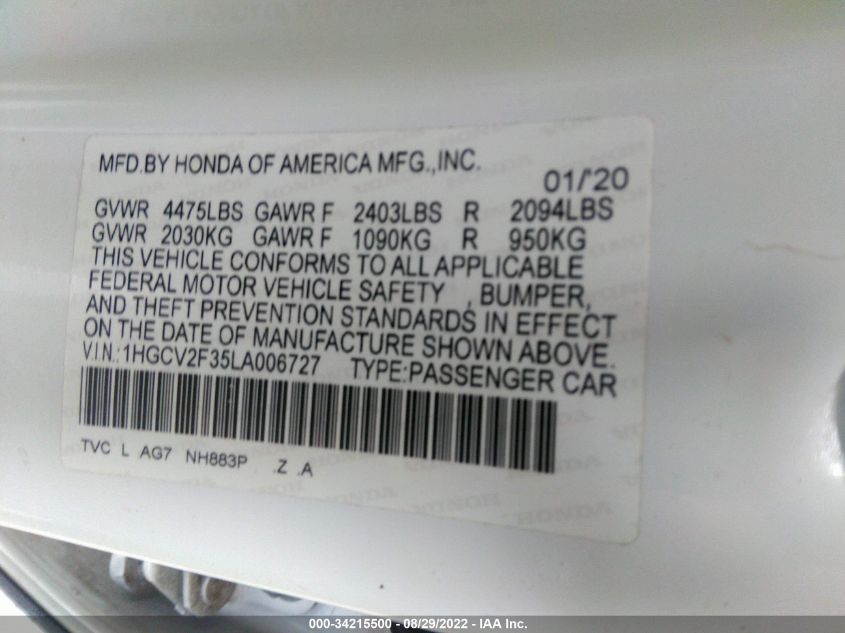 MFD.BY HONDA OF AMERICA MFG.,INC.
01/'20
GVWR 4475LBS GAWR F 2403LBS R 2094LBS
GVWR 2030KG GAWR F 1090KG R 950KG
THIS VEHICLE CONFORMS TO ALL APPLICABLE
FEDERAL MOTOR VEHICLE SAFETY , BUMPER,
AND THEFT PREVENTION STANDARDS IN EFFECT
ON THE DATE OF MANUFACTURE SHOWN ABOVE.
V.I.N.:1HGCV2F35LA006727 TYPE:PASSENGER CAR
TVC L AG7 NH883P .Z .A
HONDA
000-34215500 - 08/29/2022 - IAA Inc.